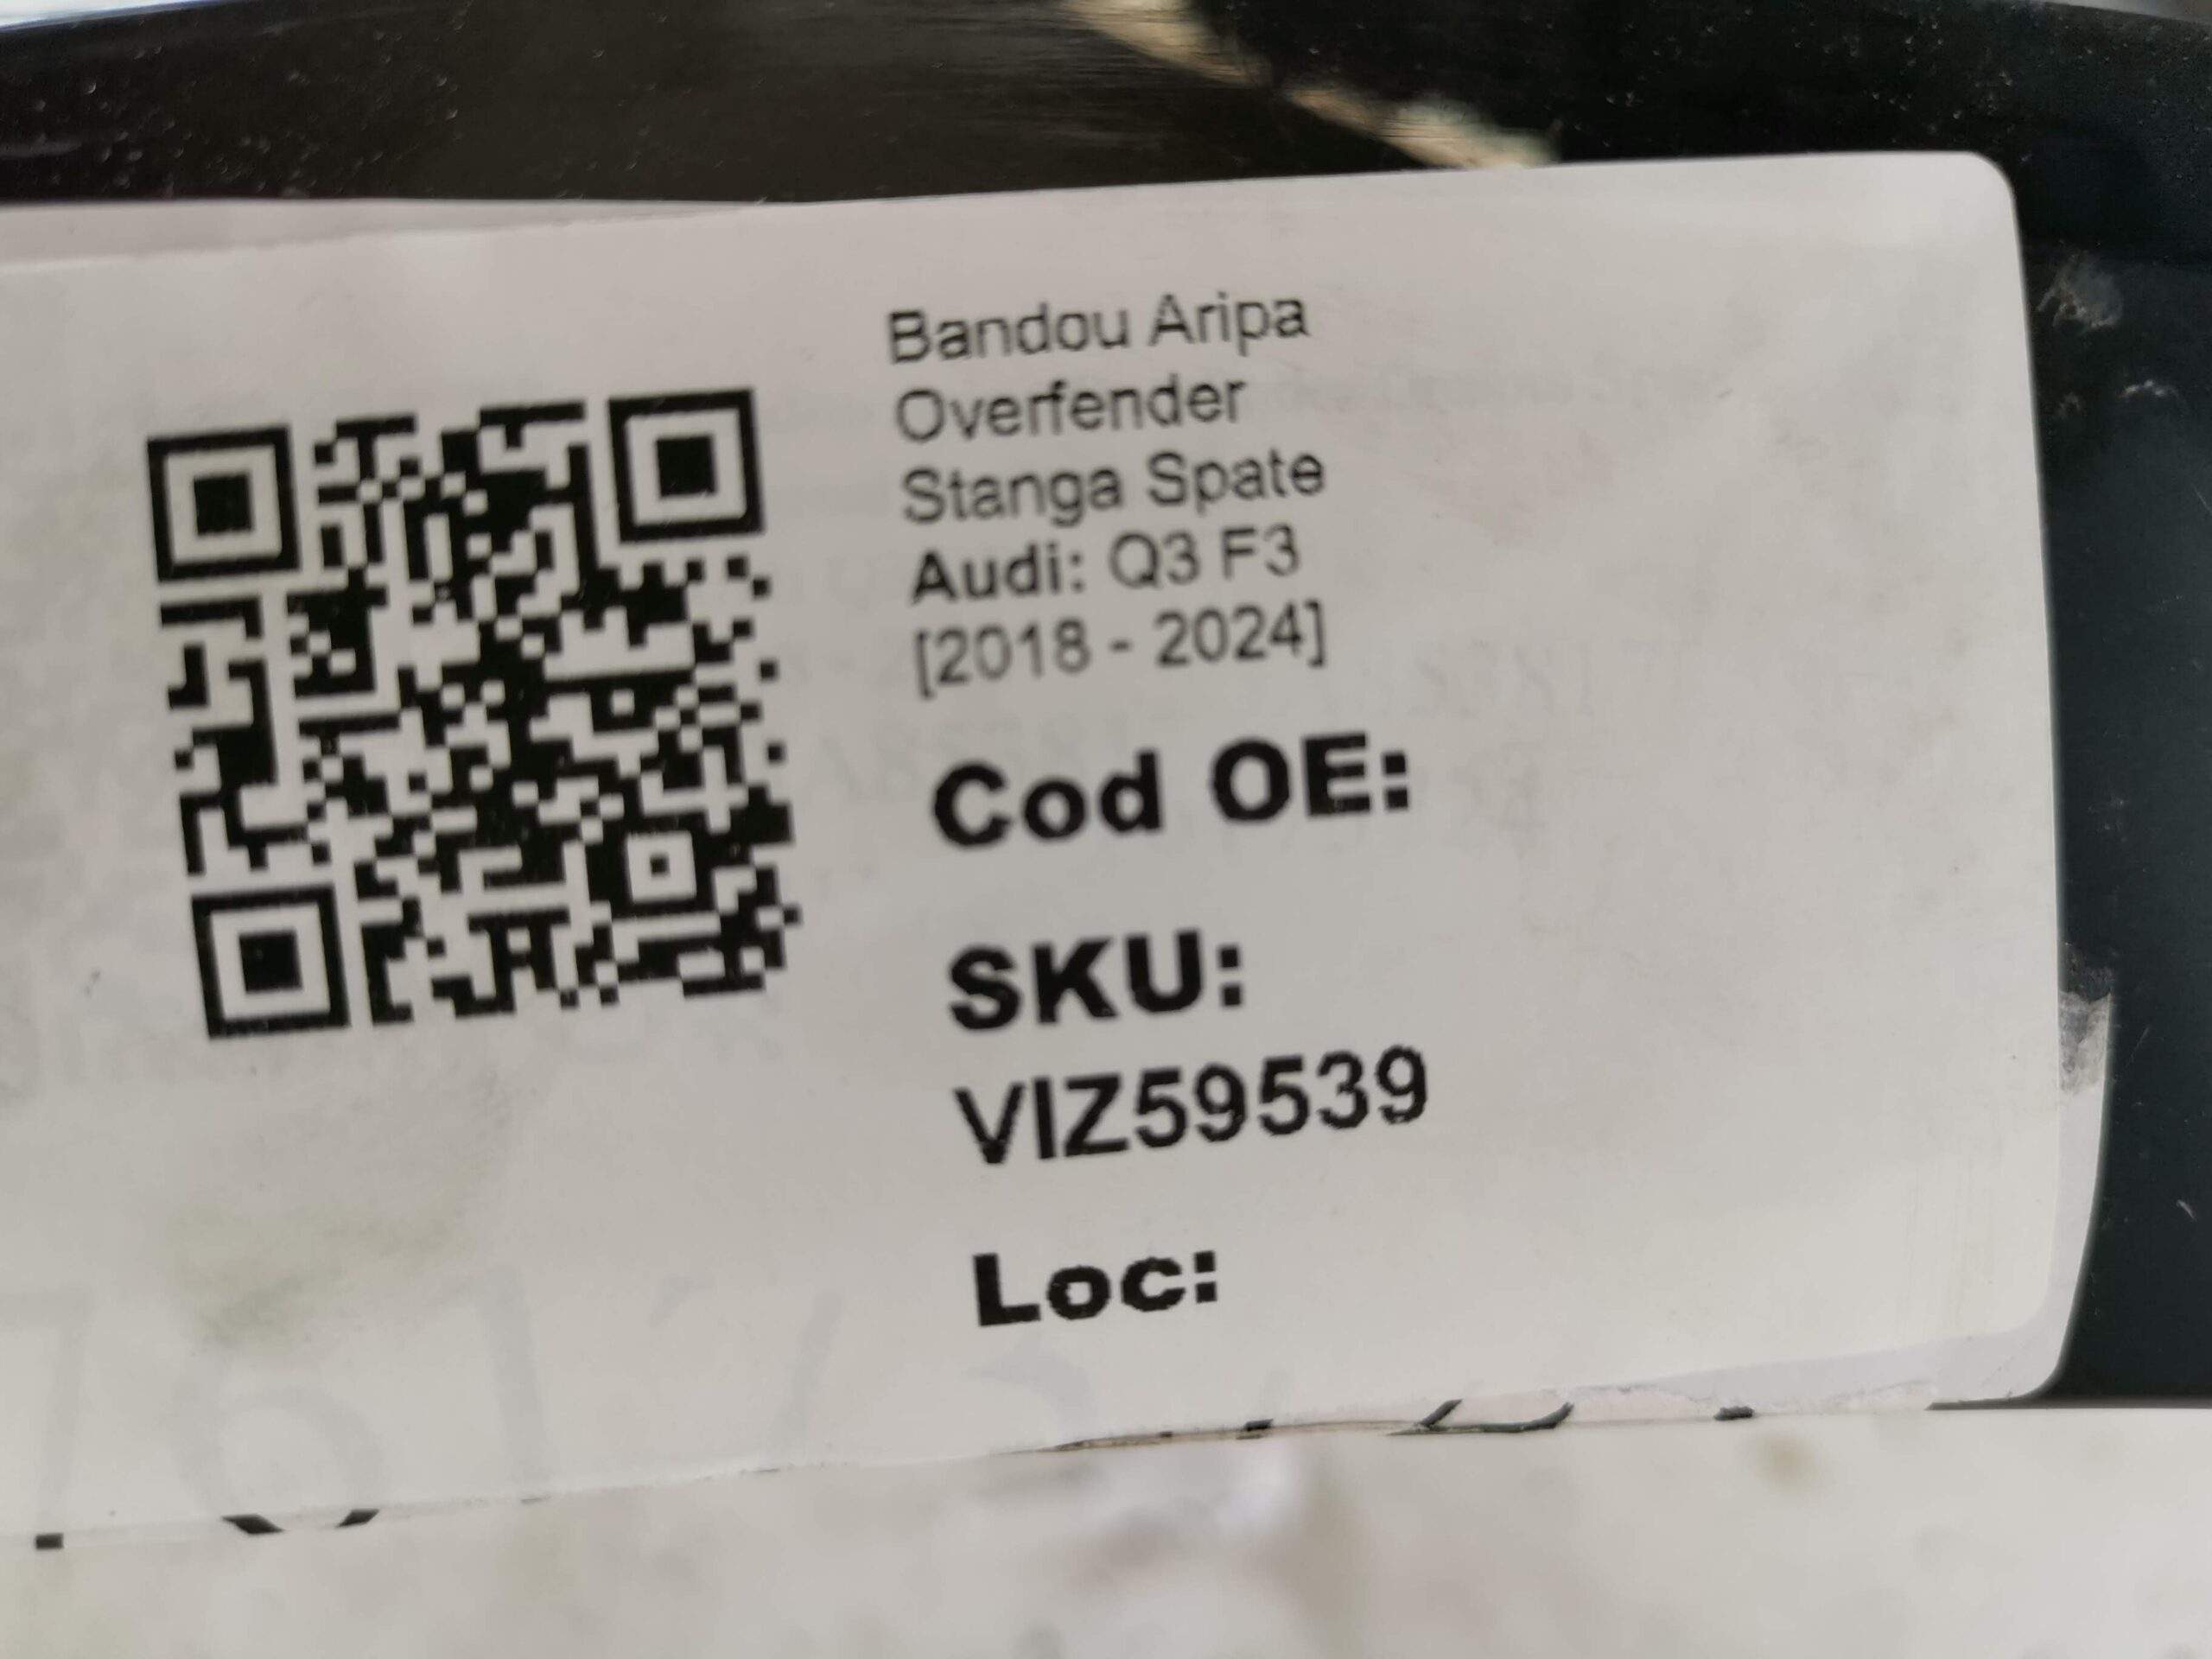 Bandou Aripa
Overfender
Stanga Spate
Audi: Q3 F3
[2018 - 2024]
Cod OE:
SKU:
VIZ59539
Loc: